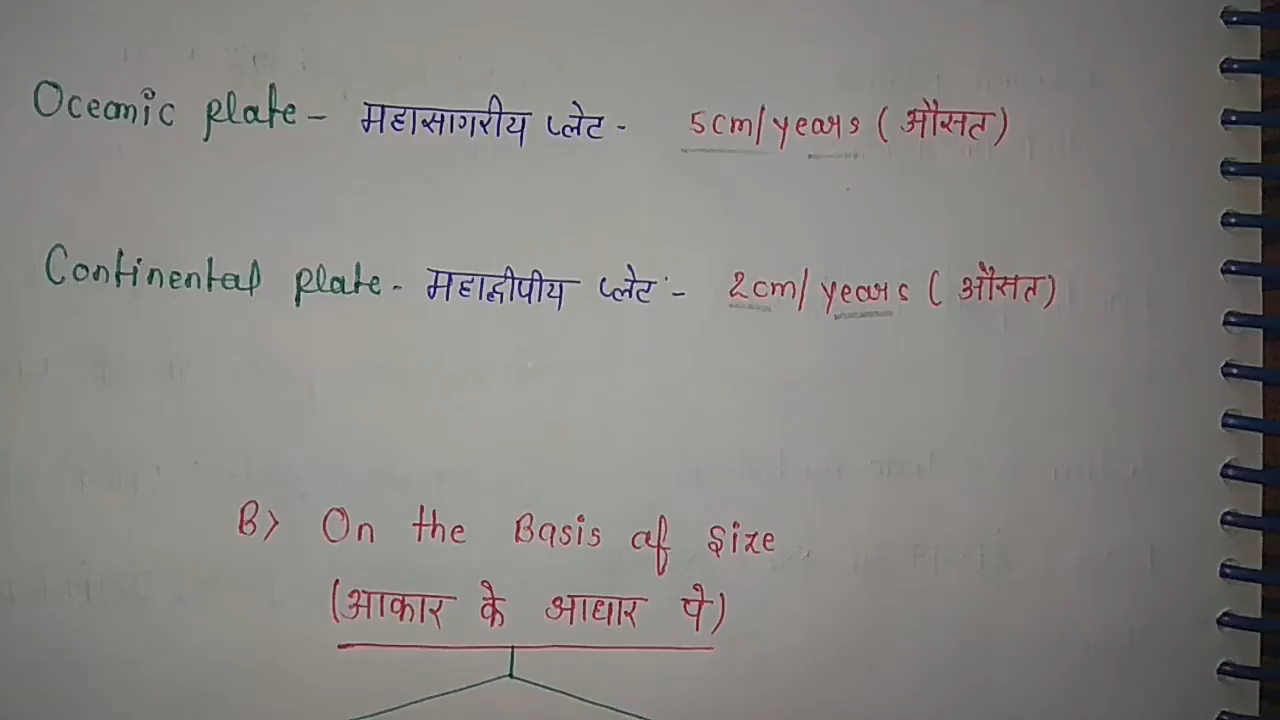 Oceanic plate - महासागरीय प्लेट - 5cm/years (औसत)
Continental plate - महाद्वीपीय प्लेट - 2cm/years (औसत)
B) On the Basis of Size
(आकार के आधार पे)